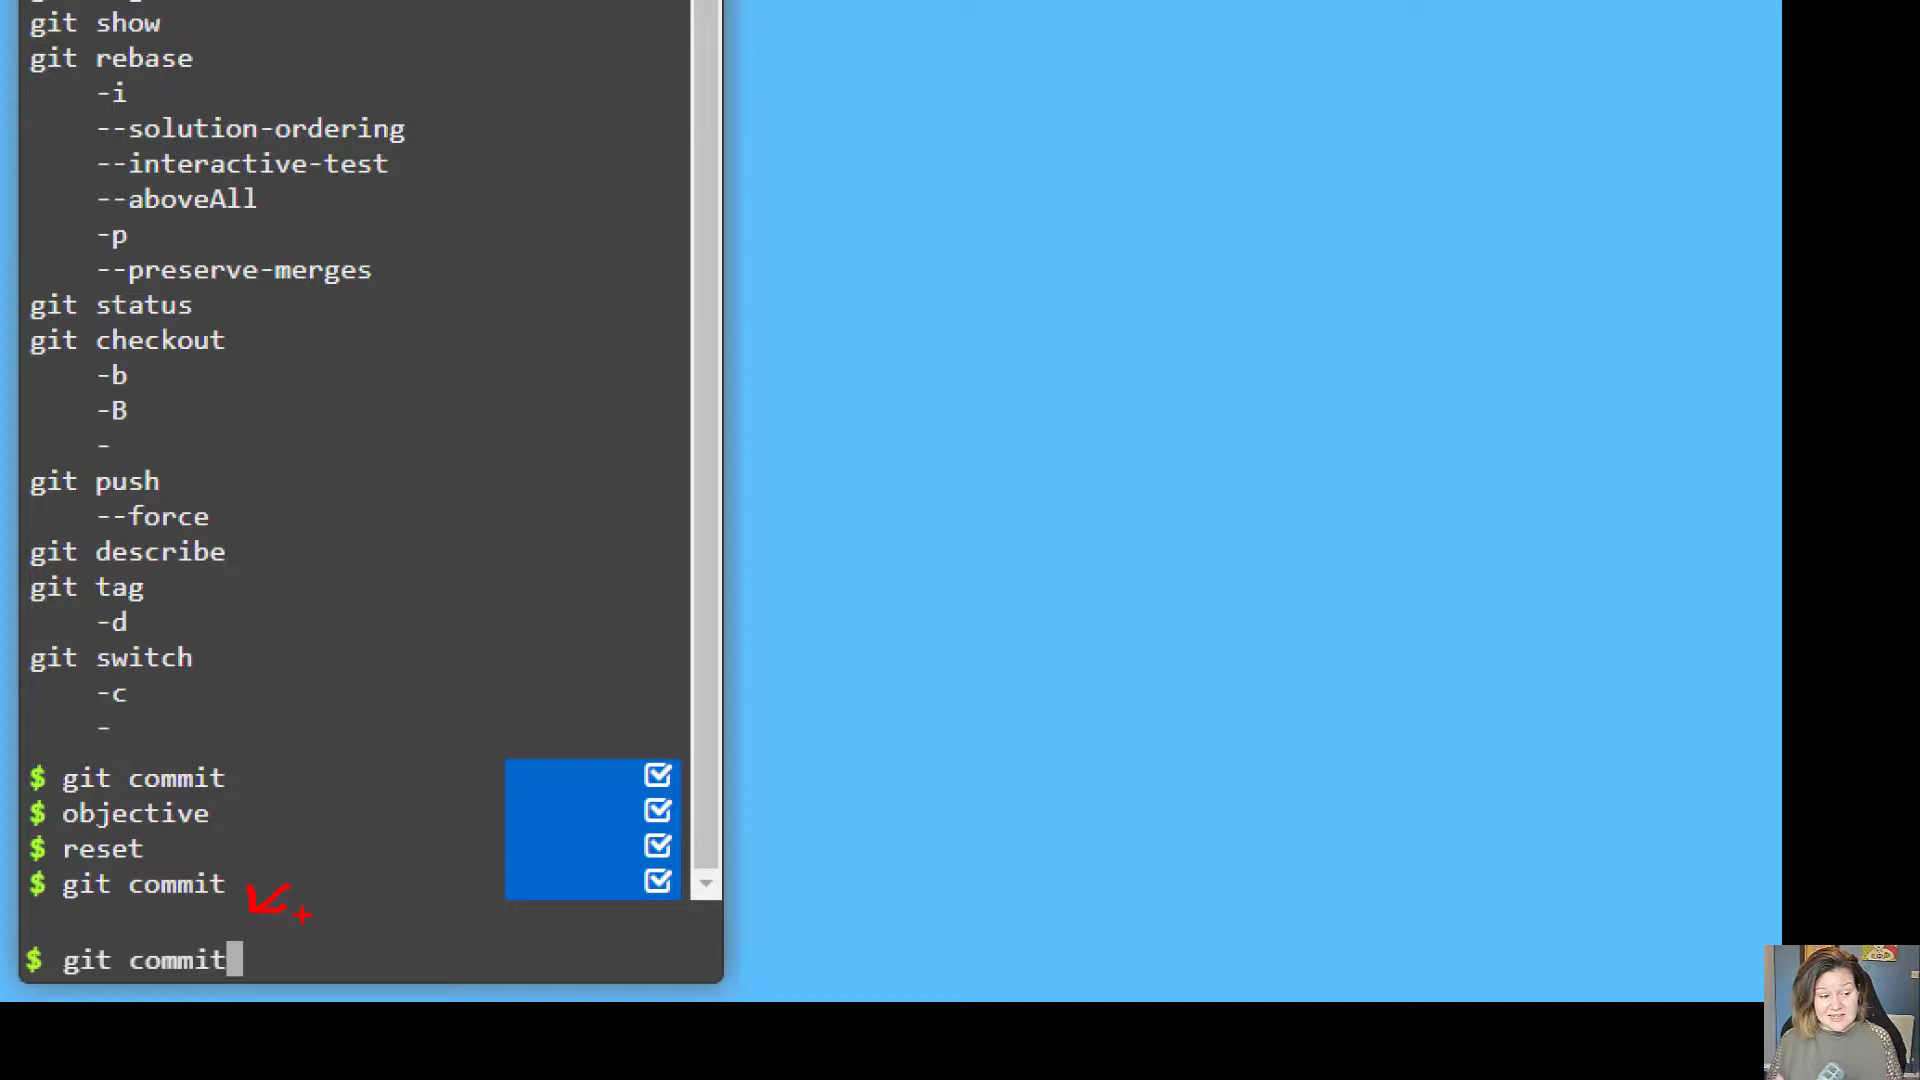 git show
git rebase
-i
--solution-ordering
--interactive-test
--aboveAll
-p
--preserve-merges
git status
git checkout
-b
-B
-
git push
--force
git describe
git tag
-d
git switch
-c
-
$ git commit
$ objective
$ reset
$ git commit
$ git commit